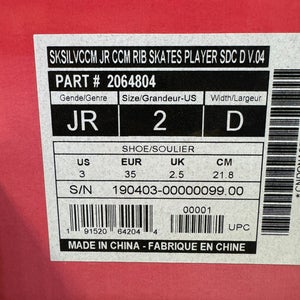 SKSILVCCM JR CCM RIB SKATES PLAYER SDC D V.04
PART # 2064804
Gende/Genre Size/Grandeur-US Width/Largeur
JR 2 D
SHOE/SOULIER
US EUR UK CM
3 35 2.5 21.8
S/N 190403-00000099.00
00001
UPC
1 91520 64204 4
MADE IN CHINA - FABRIQUE EN CHINE